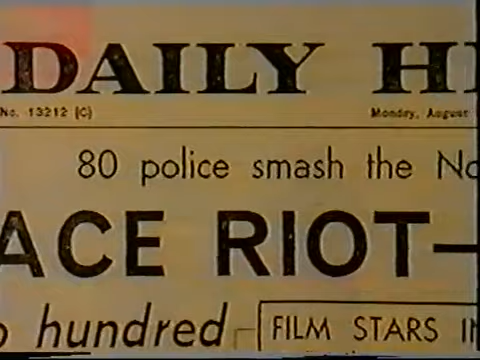 DAILY H
No. 13212 (C) Monday, August
80 police smash the No
ACE RIOT—
o hundred
FILM STARS I